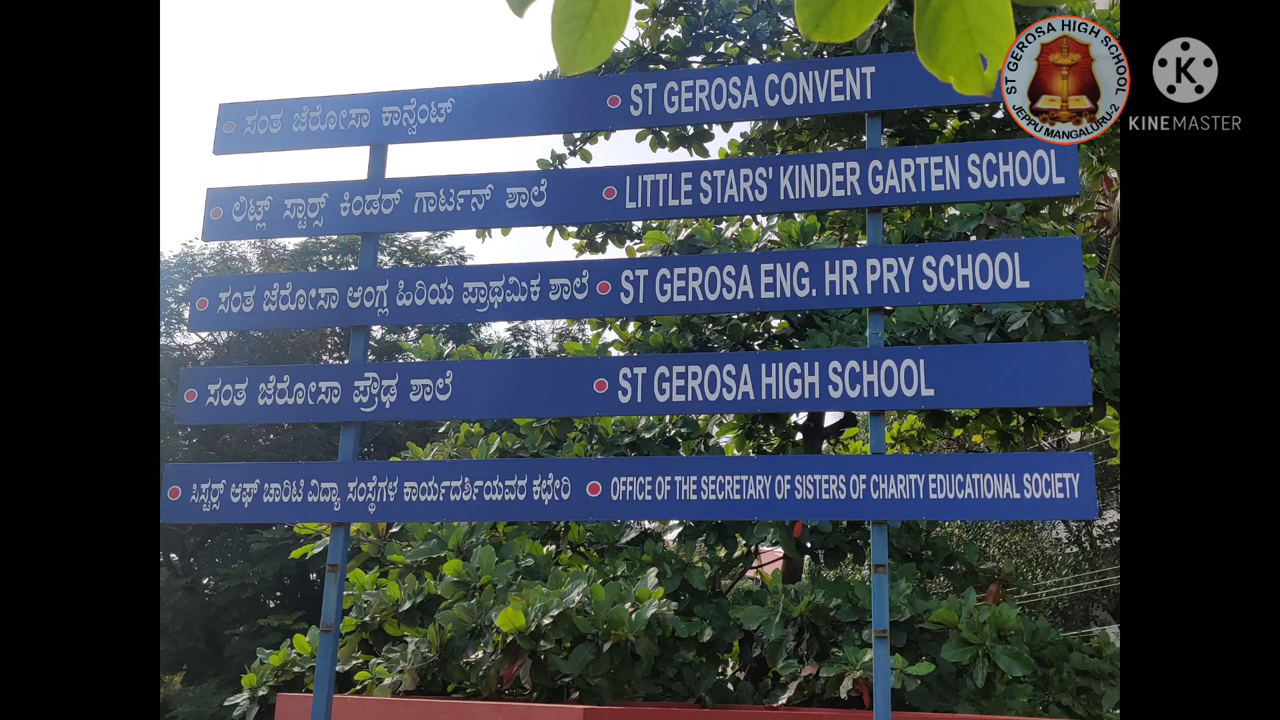 ಸಂತ ಜೆರೋಸಾ ಕಾನ್ವೆಂಟ್ ST GEROSA CONVENT
ಲಿಟ್ಲ್ ಸ್ಟಾರ್ಸ್ ಕಿಂಡರ್ ಗಾರ್ಟನ್ ಶಾಲೆ LITTLE STARS' KINDER GARTEN SCHOOL
ಸಂತ ಜೆರೋಸಾ ಆಂಗ್ಲ ಹಿರಿಯ ಪ್ರಾಥಮಿಕ ಶಾಲೆ ST GEROSA ENG. HR PRY SCHOOL
ಸಂತ ಜೆರೋಸಾ ಪ್ರೌಢ ಶಾಲೆ ST GEROSA HIGH SCHOOL
ಸಿಸ್ಟರ್ಸ್ ಆಫ್ ಚಾರಿಟಿ ವಿದ್ಯಾ ಸಂಸ್ಥೆಗಳ ಕಾರ್ಯದರ್ಶಿಯವರ ಕಛೇರಿ OFFICE OF THE SECRETARY OF SISTERS OF CHARITY EDUCATIONAL SOCIETY
ST GEROSA HIGH SCHOOL
JEPPU MANGALURU-2
K
KINEMASTER